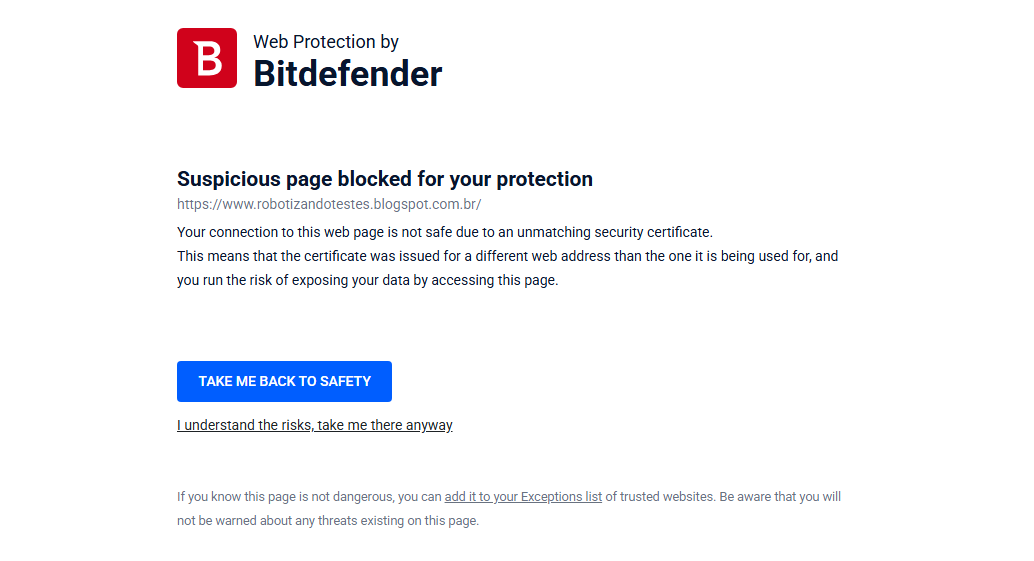 B
Web Protection by
Bitdefender
Suspicious page blocked for your protection
https://www.robotizandotestes.blogspot.com.br/
Your connection to this web page is not safe due to an unmatching security certificate.
This means that the certificate was issued for a different web address than the one it is being used for, and
you run the risk of exposing your data by accessing this page.
TAKE ME BACK TO SAFETY
I understand the risks, take me there anyway
If you know this page is not dangerous, you can add it to your Exceptions list of trusted websites. Be aware that you will
not be warned about any threats existing on this page.